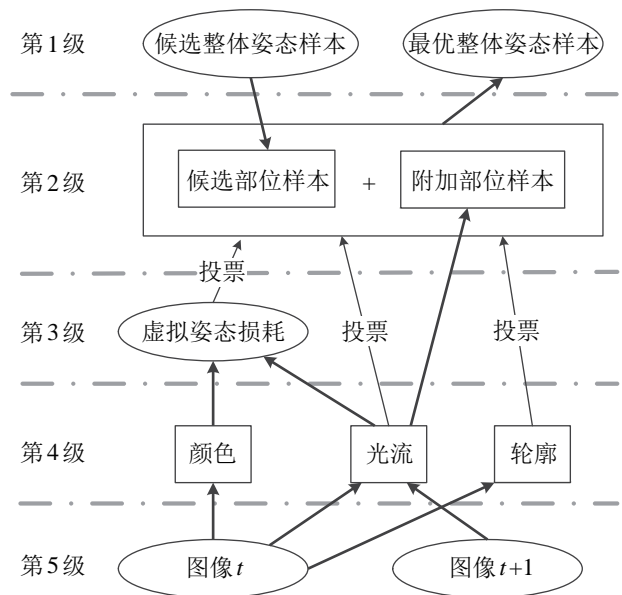 第1级
候选整体姿态样本
最优整体姿态样本
第2级
候选部位样本
+
附加部位样本
投票
第3级
虚拟姿态损耗
投票
投票
第4级
颜色
光流
轮廓
第5级
图像t
图像t+1